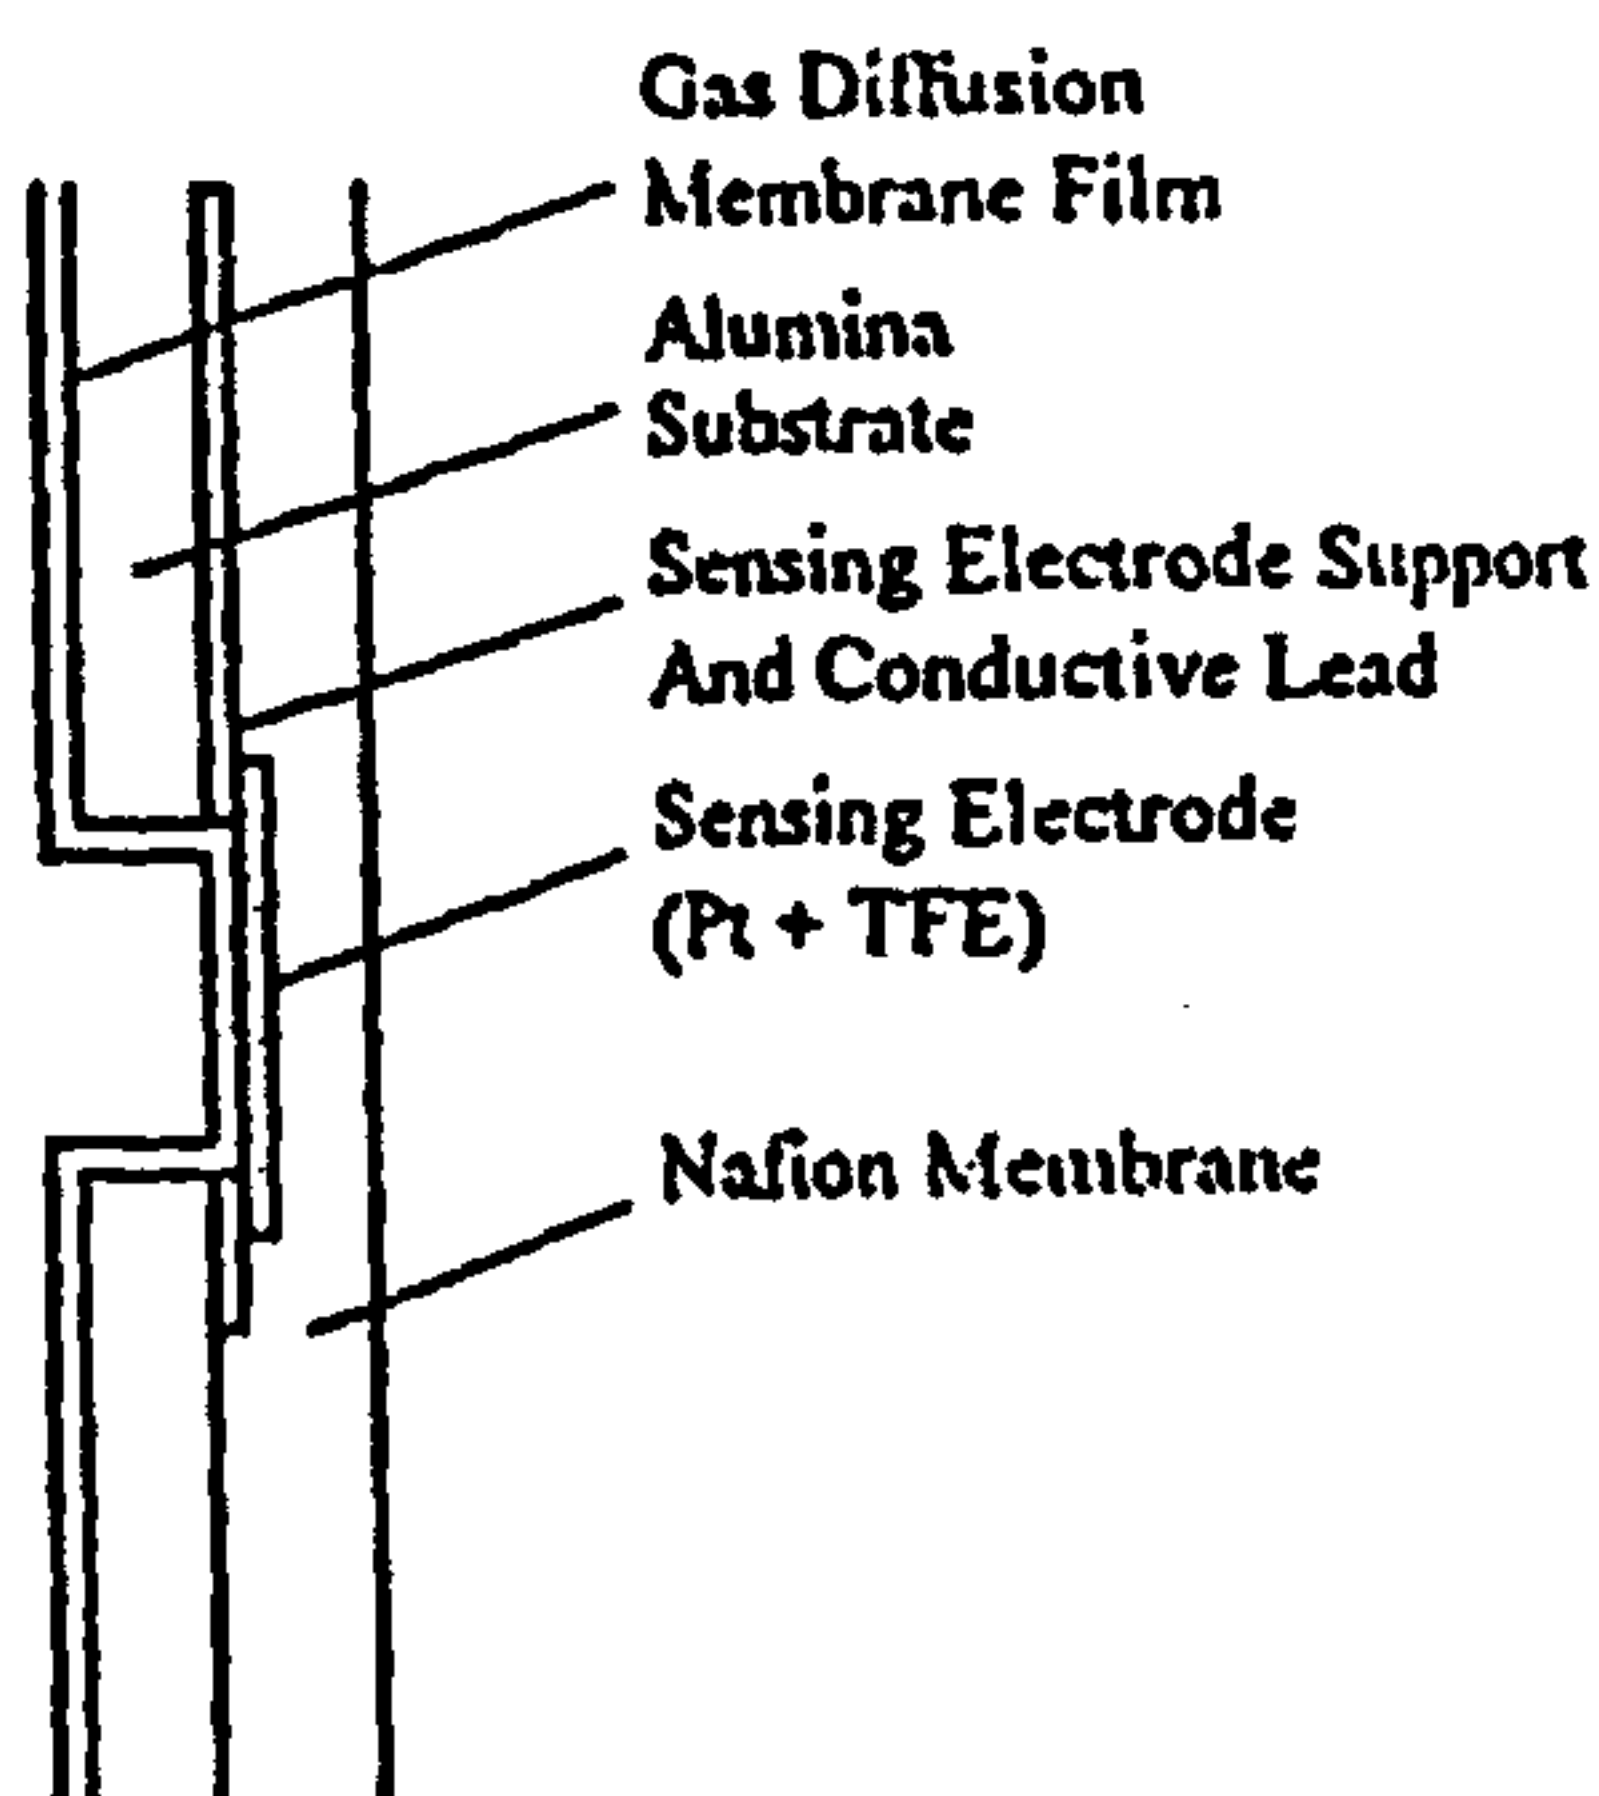 Gas Diffusion
Membrane Film
Alumina
Substrate
Sensing Electrode Support
And Conductive Lead
Sensing Electrode
(Pt + TFE)
Nafion Membrane